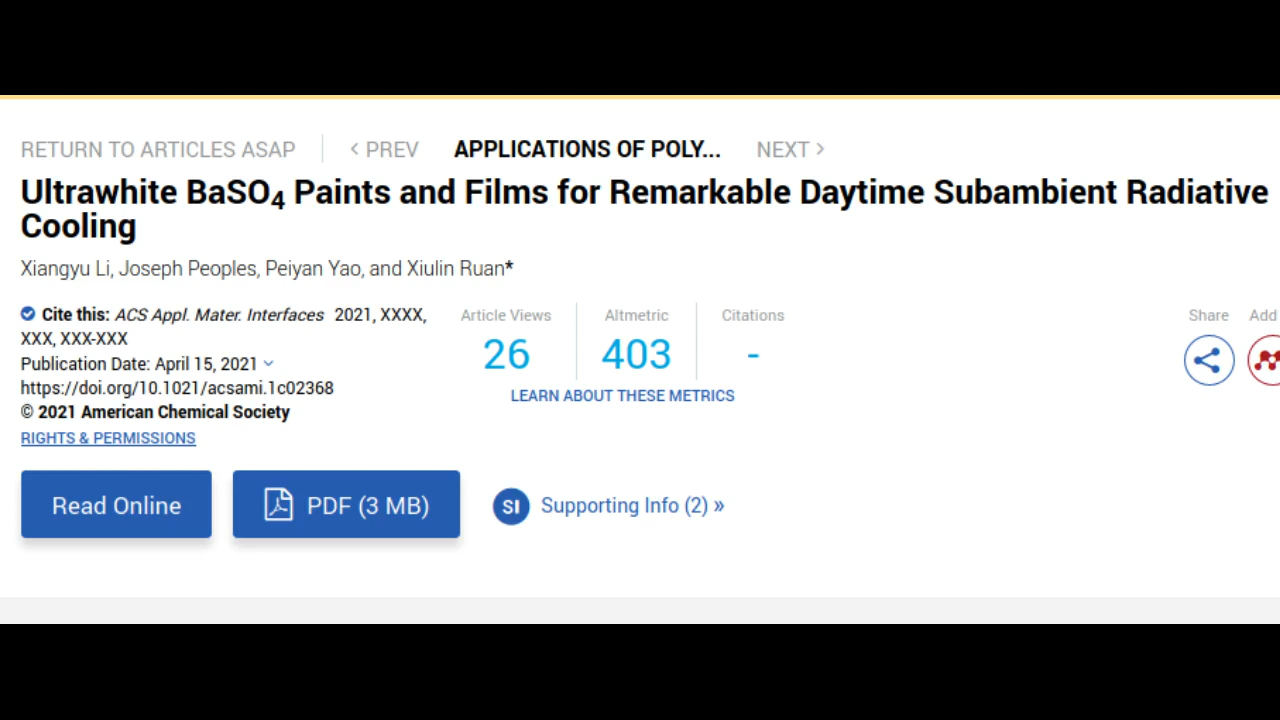 RETURN TO ARTICLES ASAP < PREV APPLICATIONS OF POLY... NEXT >
Ultrawhite BaSO4 Paints and Films for Remarkable Daytime Subambient Radiative
Cooling
Xiangyu Li, Joseph Peoples, Peiyan Yao, and Xiulin Ruan*
Cite this: ACS Appl. Mater. Interfaces 2021, XXXX,
XXX, XXX-XXX
Publication Date: April 15, 2021
https://doi.org/10.1021/acsami.1c02368
© 2021 American Chemical Society
RIGHTS & PERMISSIONS
Article Views Altmetric Citations
26 403 -
LEARN ABOUT THESE METRICS
Share Add
Read Online PDF (3 MB) SI Supporting Info (2) »